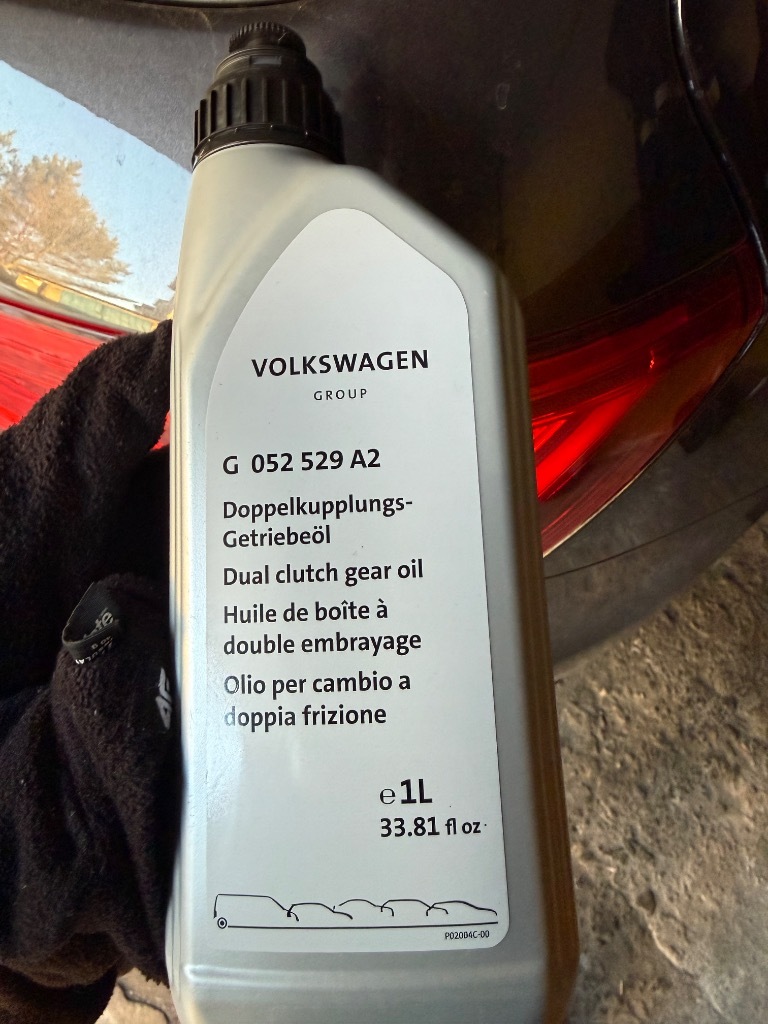 VOLKSWAGEN
GROUP
G 052 529 A2
Doppelkupplungs-
Getriebeöl
Dual clutch gear oil
Huile de boîte à
double embrayage
Olio per cambio a
doppia frizione
e 1L
33.81 fl oz
P02004C-00
4F